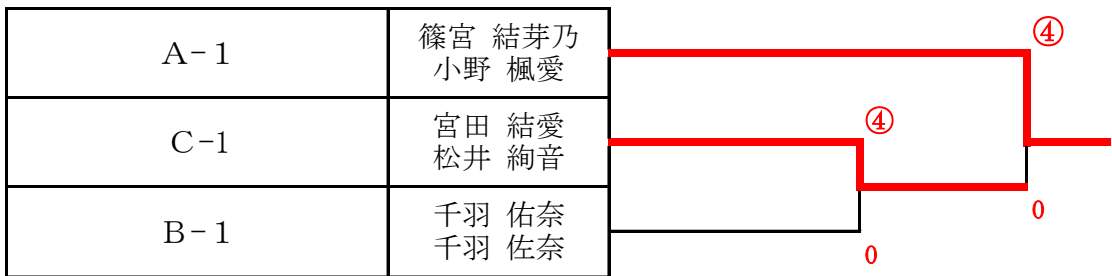 A-1
篠宮 結芽乃
小野 楓愛
④
C-1
宮田 結愛
松井 絢音
④
0
B-1
千羽 佑奈
千羽 佐奈
0